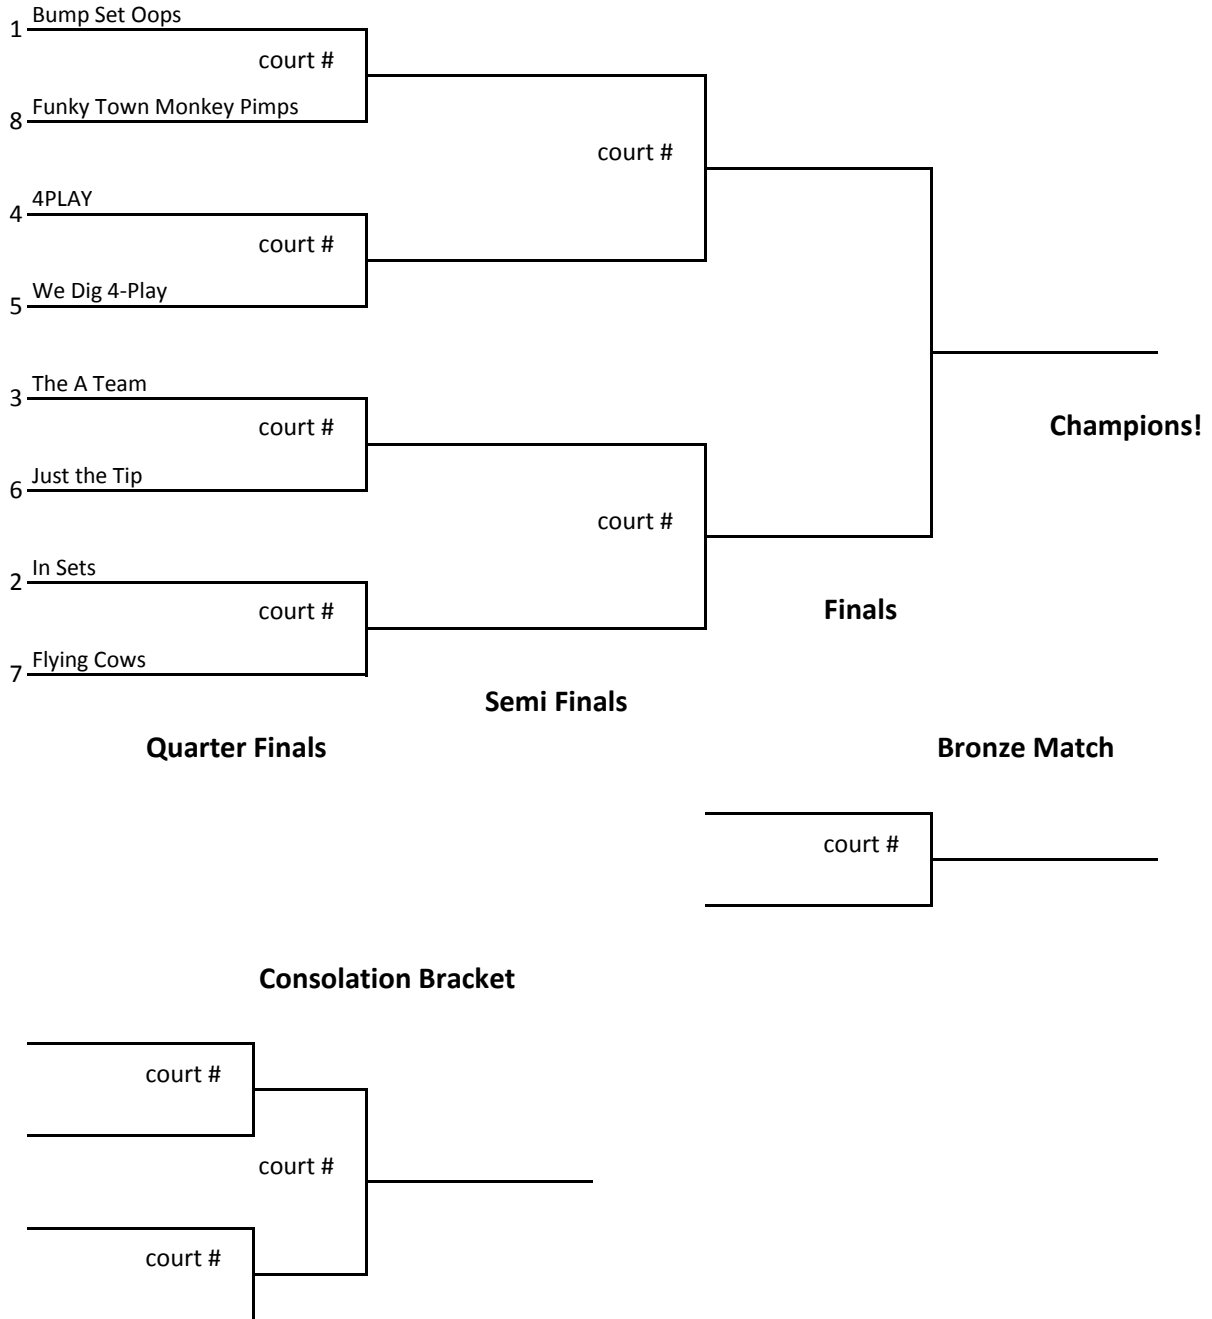 Bump Set Oops
1
court #
Funky Town Monkey Pimps
8
court #
4PLAY
4
court #
We Dig 4-Play
5
The A Team
3
court #
Champions!
Just the Tip
6
court #
In Sets
2
court #
Finals
Flying Cows
7
Semi Finals
Quarter Finals
Bronze Match
court #
Consolation Bracket
court #
court #
court #